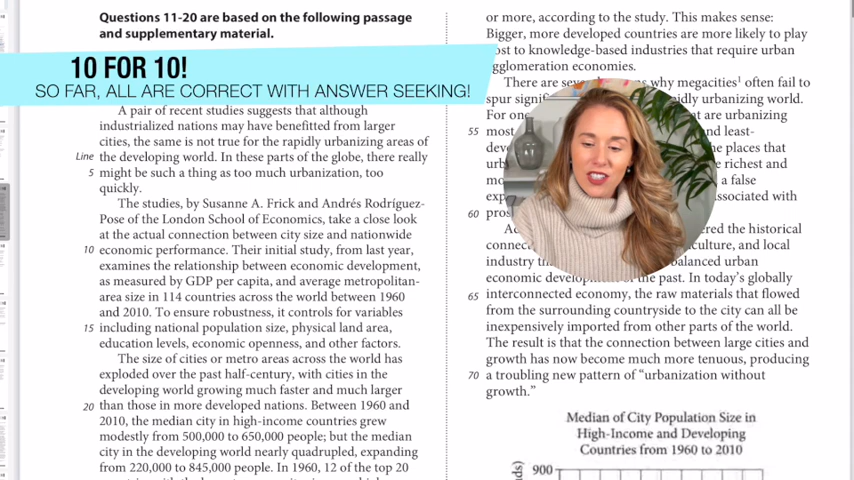 Questions 11-20 are based on the following passage
and supplementary material.
10 FOR 10!
SO FAR, ALL ARE CORRECT WITH ANSWER SEEKING!
A pair of recent studies suggests that although
industrialized nations may have benefitted from larger
cities, the same is not true for the rapidly urbanizing areas of
Line the developing world. In these parts of the globe, there really
5 might be such a thing as too much urbanization, too
quickly.
The studies, by Susanne A. Frick and Andrés Rodríguez-
Pose of the London School of Economics, take a close look
at the actual connection between city size and nationwide
10 economic performance. Their initial study, from last year,
examines the relationship between economic development,
as measured by GDP per capita, and average metropolitan-
area size in 114 countries across the world between 1960
and 2010. To ensure robustness, it controls for variables
15 including national population size, physical land area,
education levels, economic openness, and other factors.
The size of cities or metro areas across the world has
exploded over the past half-century, with cities in the
developing world growing much faster and much larger
20 than those in more developed nations. Between 1960 and
2010, the median city in high-income countries grew
modestly from 500,000 to 650,000 people; but the median
city in the developing world nearly quadrupled, expanding
from 220,000 to 845,000 people. In 1960, 12 of the top 20
or more, according to the study. This makes sense:
Bigger, more developed countries are more likely to play
to knowledge-based industries that require urban
agglomeration economies.
There are why megacities¹ often fail to
spur urbanizing world.
For that are urbanizing
55 most and least-
places that
richest and
a false
associated with
60
the historical
culture, and local
industry balanced urban
economic the past. In today's globally
65 interconnected economy, the raw materials that flowed
from the surrounding countryside to the city can all be
inexpensively imported from other parts of the world.
The result is that the connection between large cities and
growth has now become much more tenuous, producing
70 a troubling new pattern of “urbanization without
growth.”
Median of City Population Size in
High-Income and Developing
Countries from 1960 to 2010
900